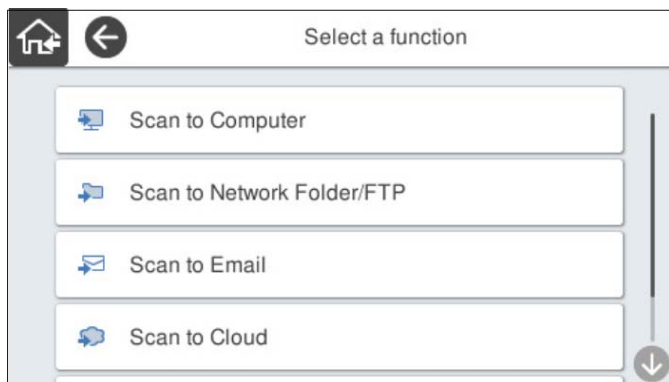 Select a function
Scan to Computer
Scan to Network Folder/FTP
Scan to Email
Scan to Cloud